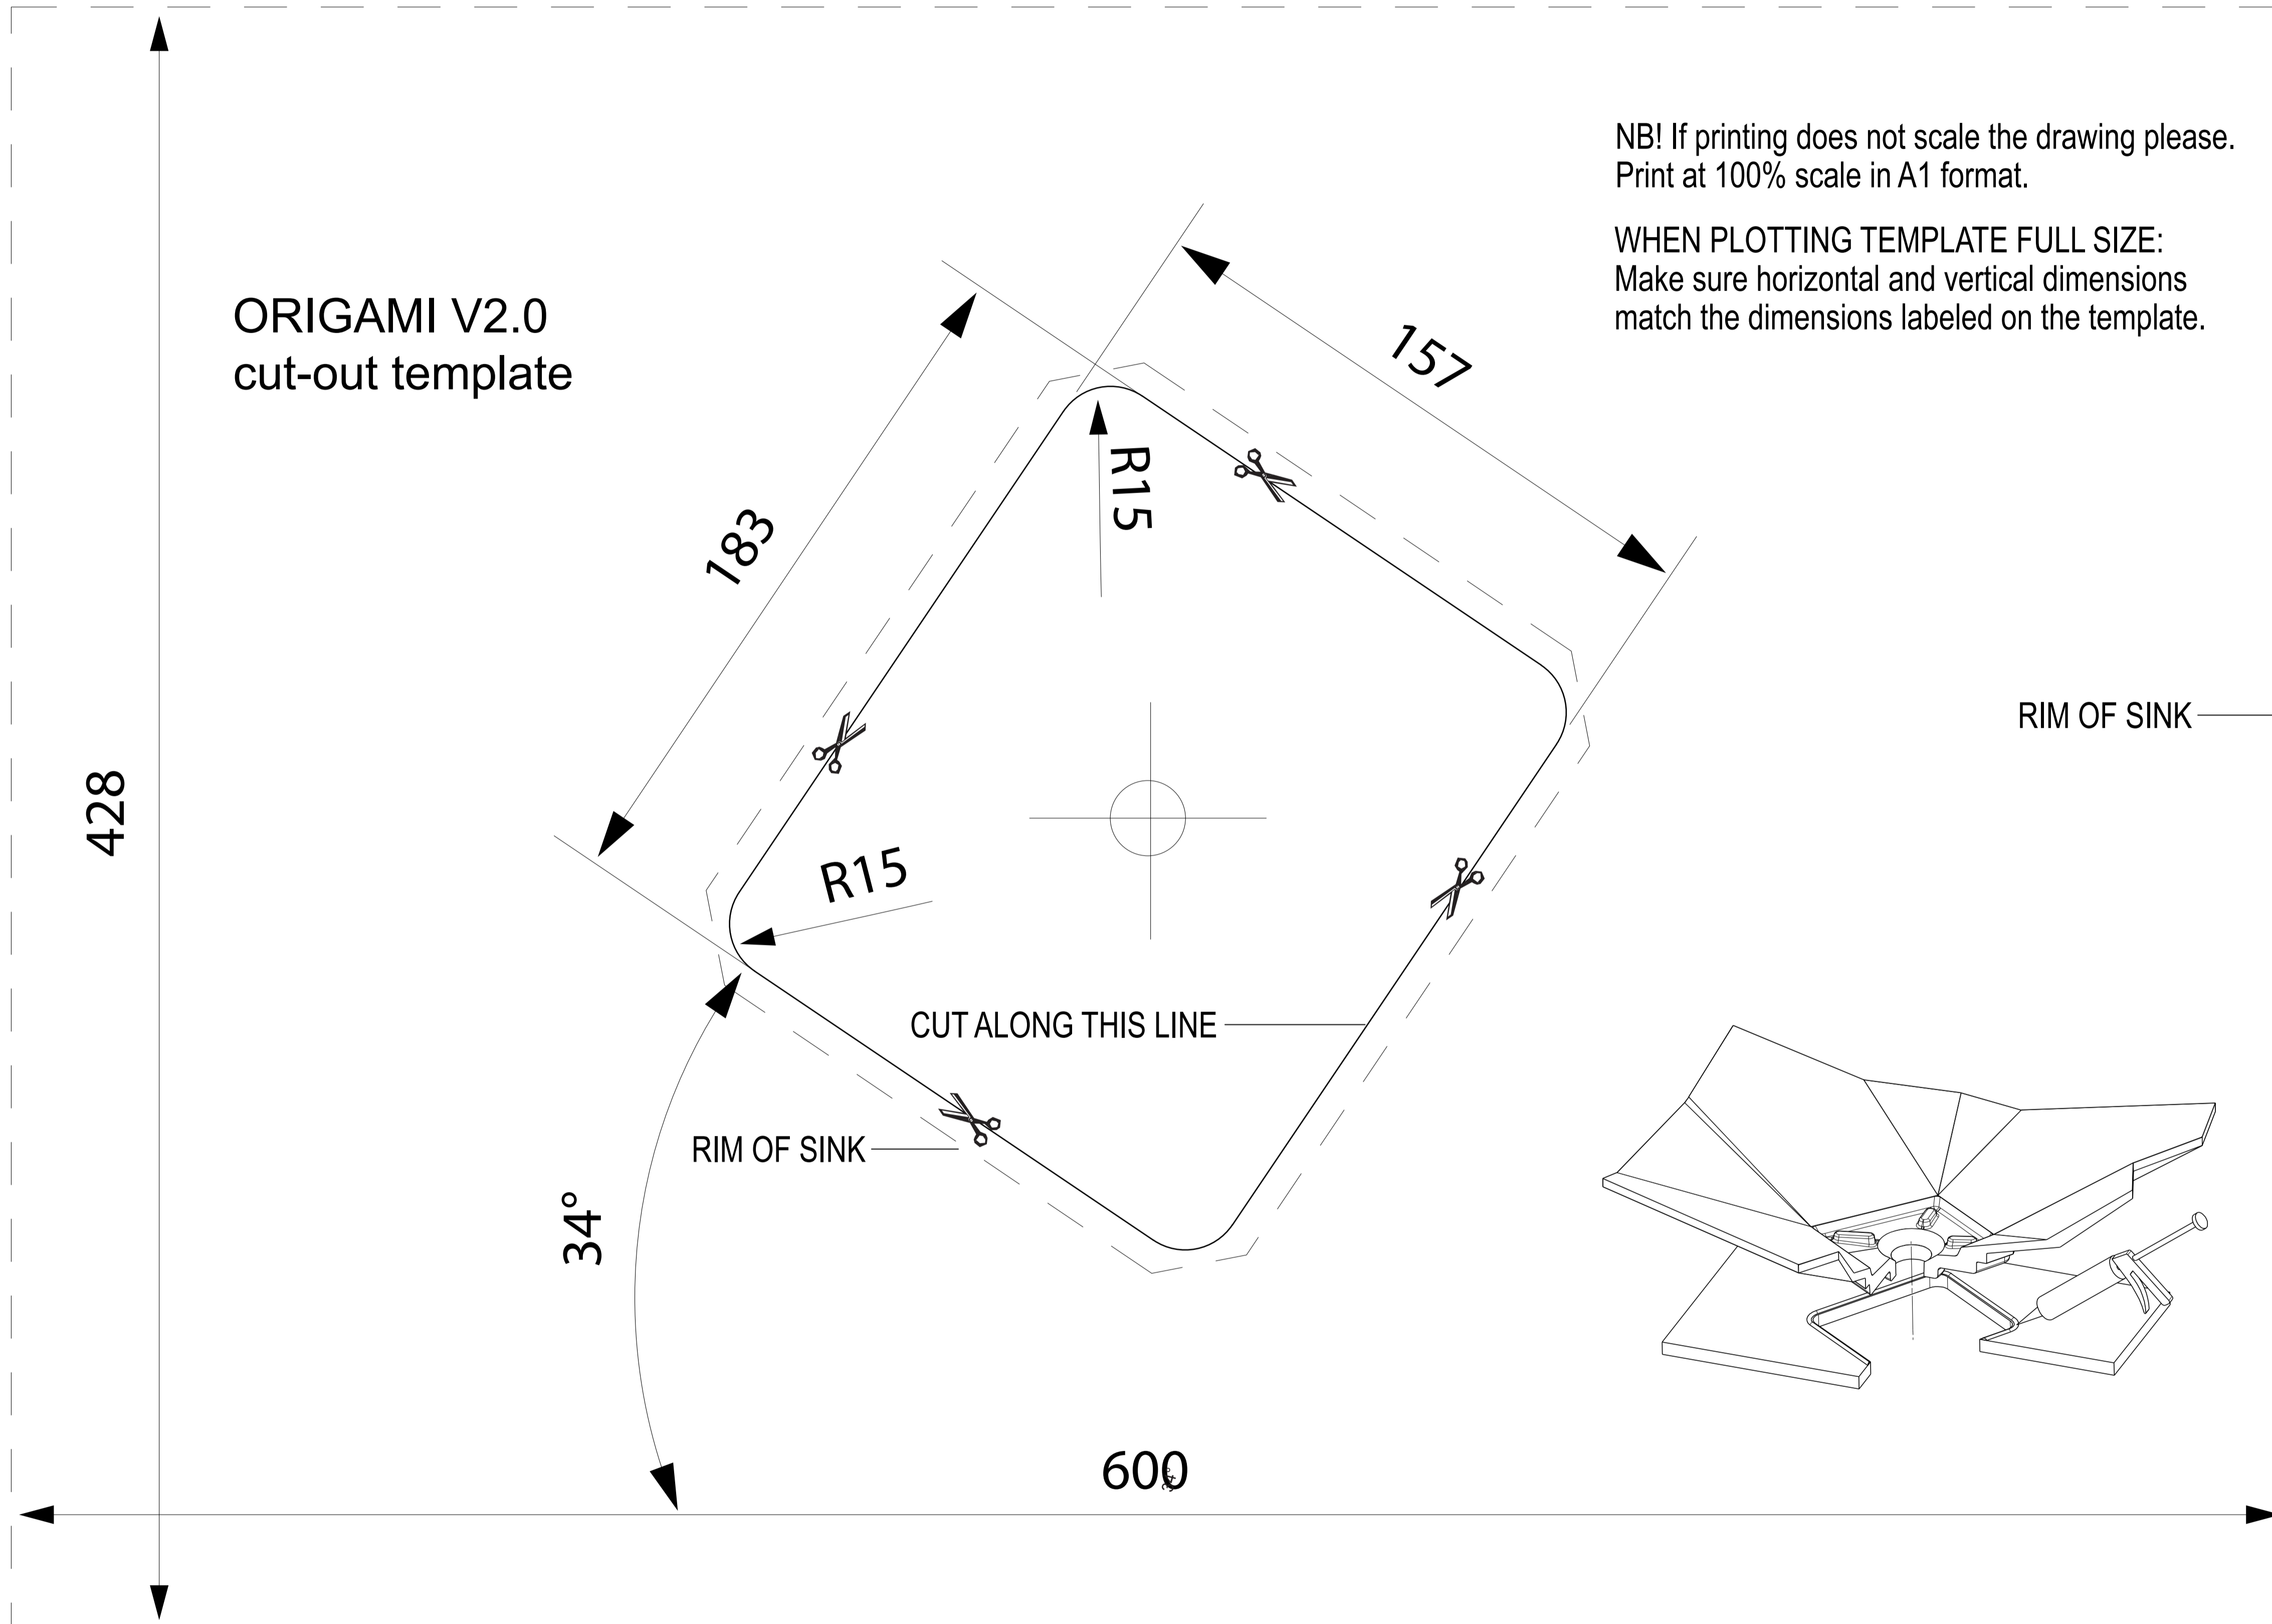 NB! If printing does not scale the drawing please.
Print at 100% scale in A1 format.
WHEN PLOTTING TEMPLATE FULL SIZE:
Make sure horizontal and vertical dimensions
match the dimensions labeled on the template.
ORIGAMI V2.0
cut-out template
157
R15
183
RIM OF SINK
428
R15
CUT ALONG THIS LINE
RIM OF SINK
34°
600
34°